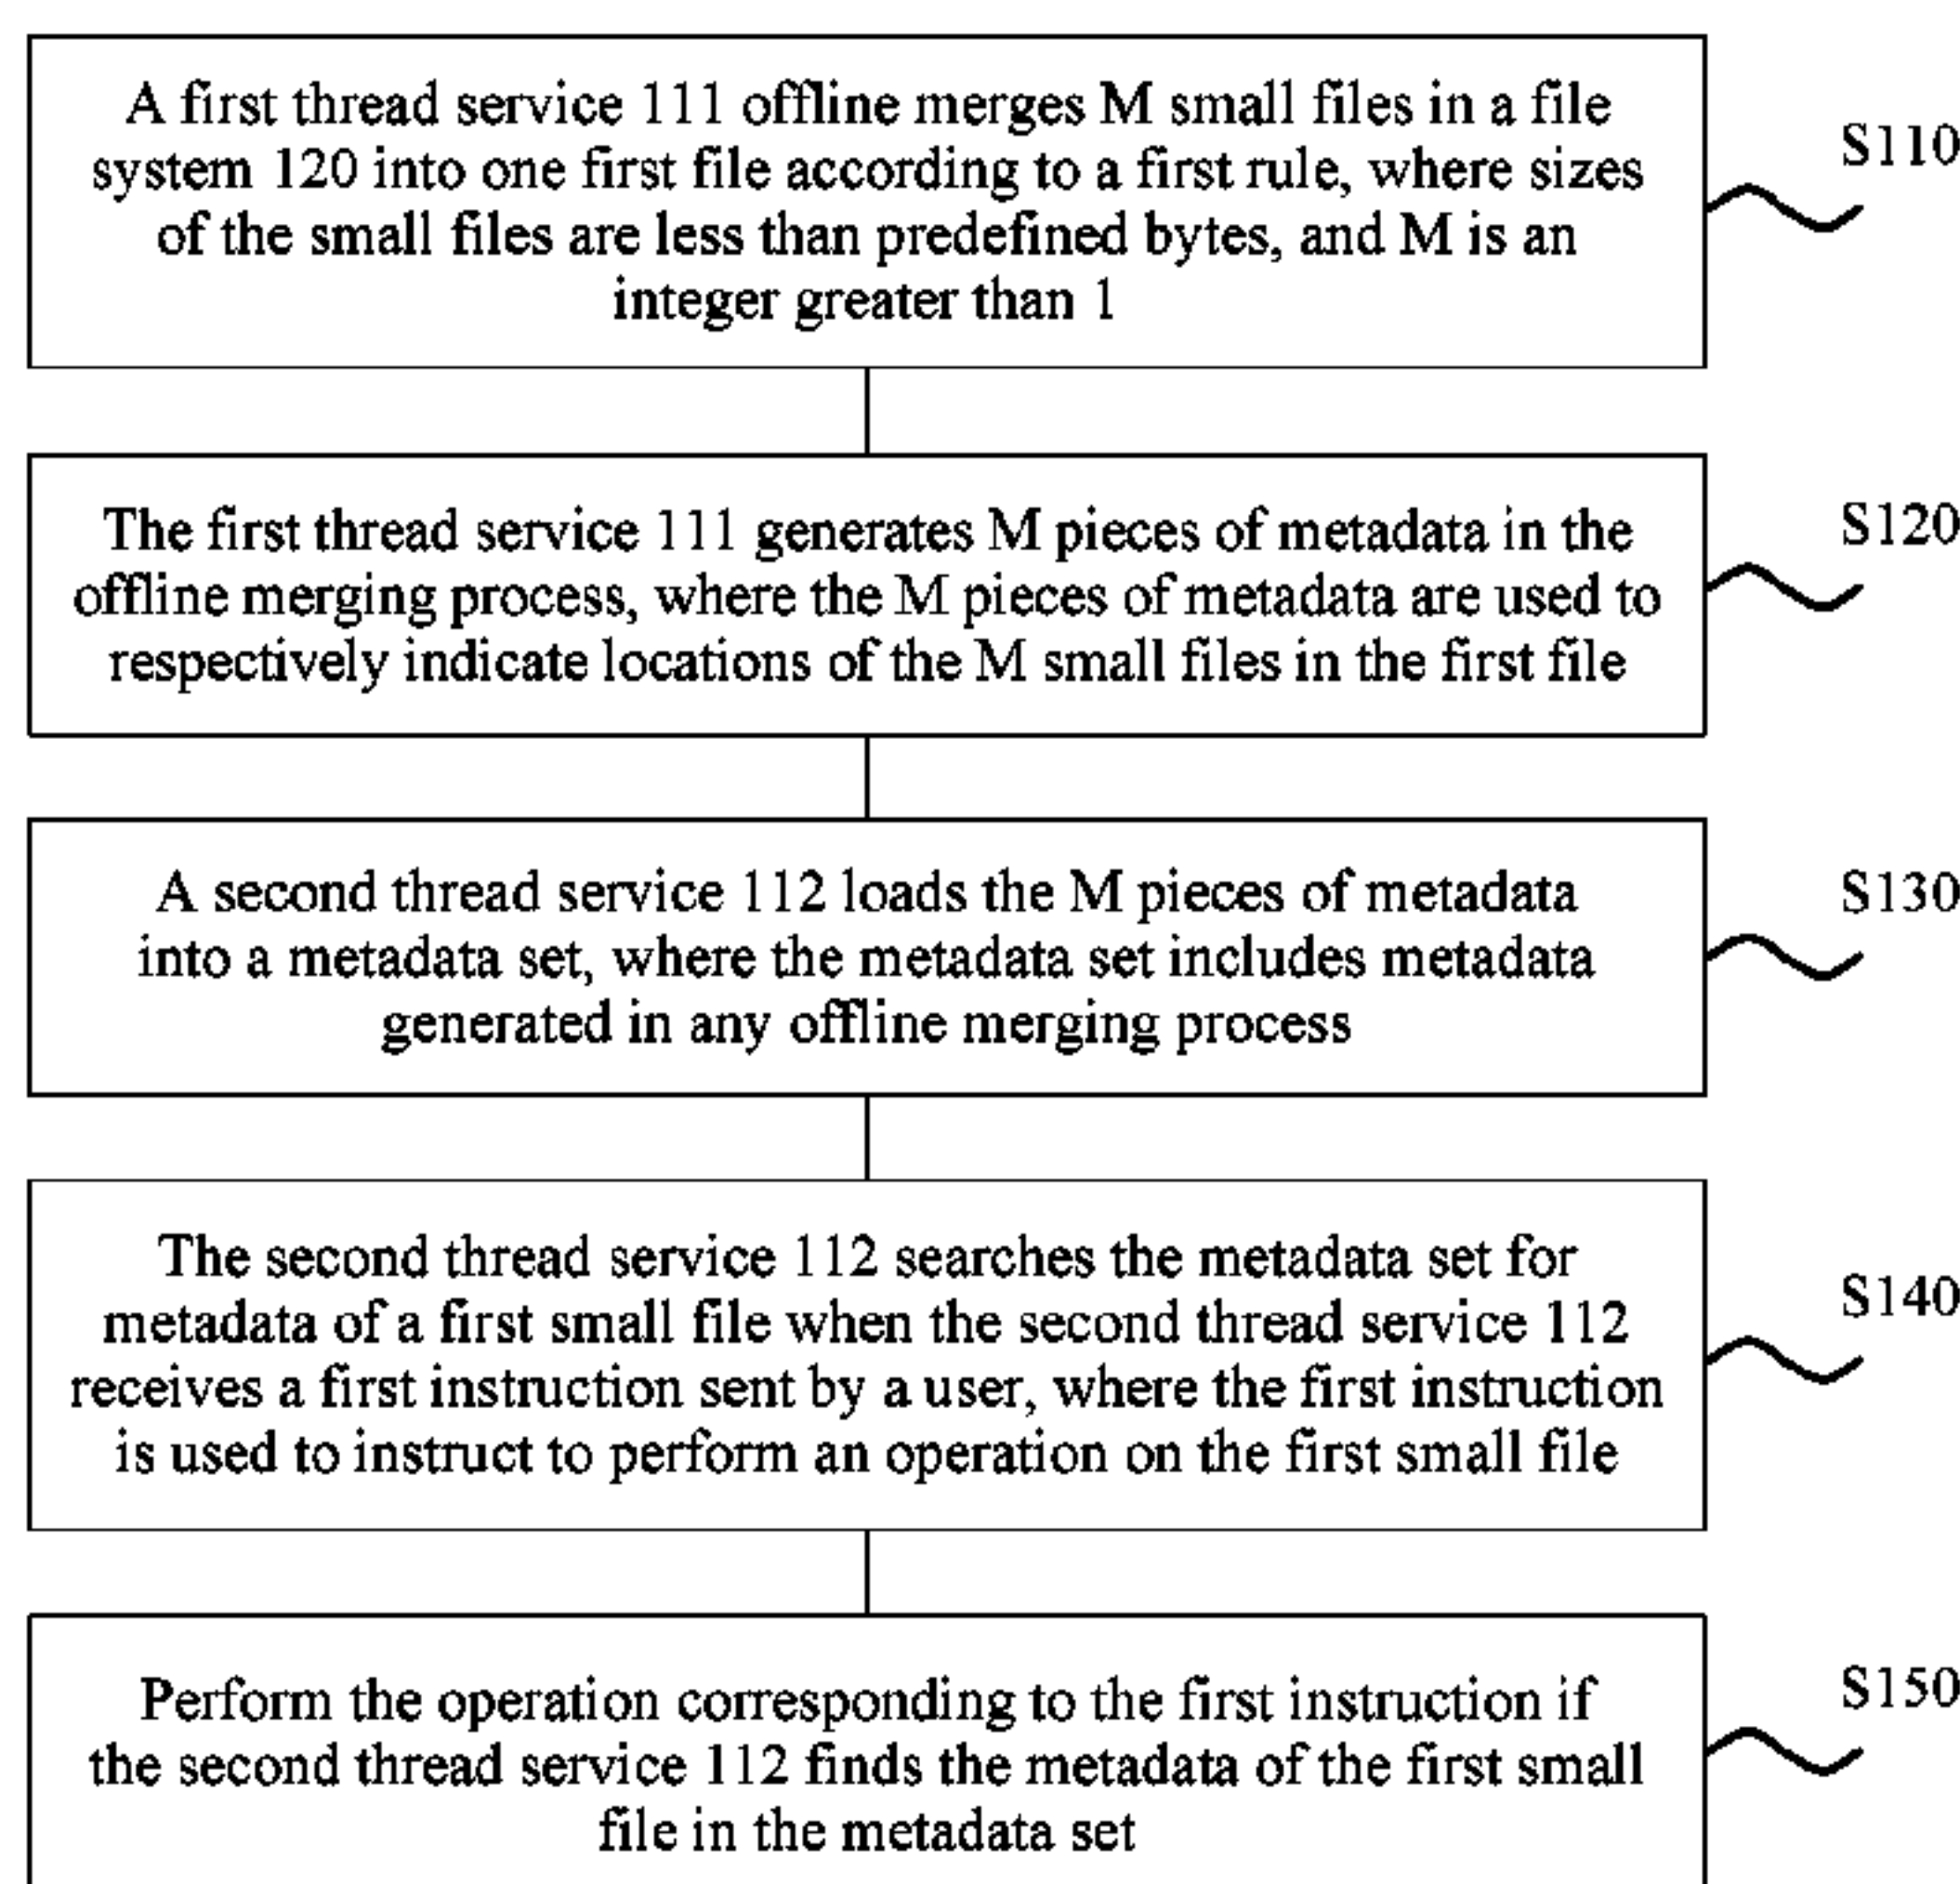 A first thread service 111 offline merges M small files in a file
system 120 into one first file according to a first rule, where sizes
of the small files are less than predefined bytes, and M is an
integer greater than 1
S110
The first thread service 111 generates M pieces of metadata in the
offline merging process, where the M pieces of metadata are used to
respectively indicate locations of the M small files in the first file
S120
A second thread service 112 loads the M pieces of metadata
into a metadata set, where the metadata set includes metadata
generated in any offline merging process
S130
The second thread service 112 searches the metadata set for
metadata of a first small file when the second thread service 112
receives a first instruction sent by a user, where the first instruction
is used to instruct to perform an operation on the first small file
S140
Perform the operation corresponding to the first instruction if
the second thread service 112 finds the metadata of the first small
file in the metadata set
S150